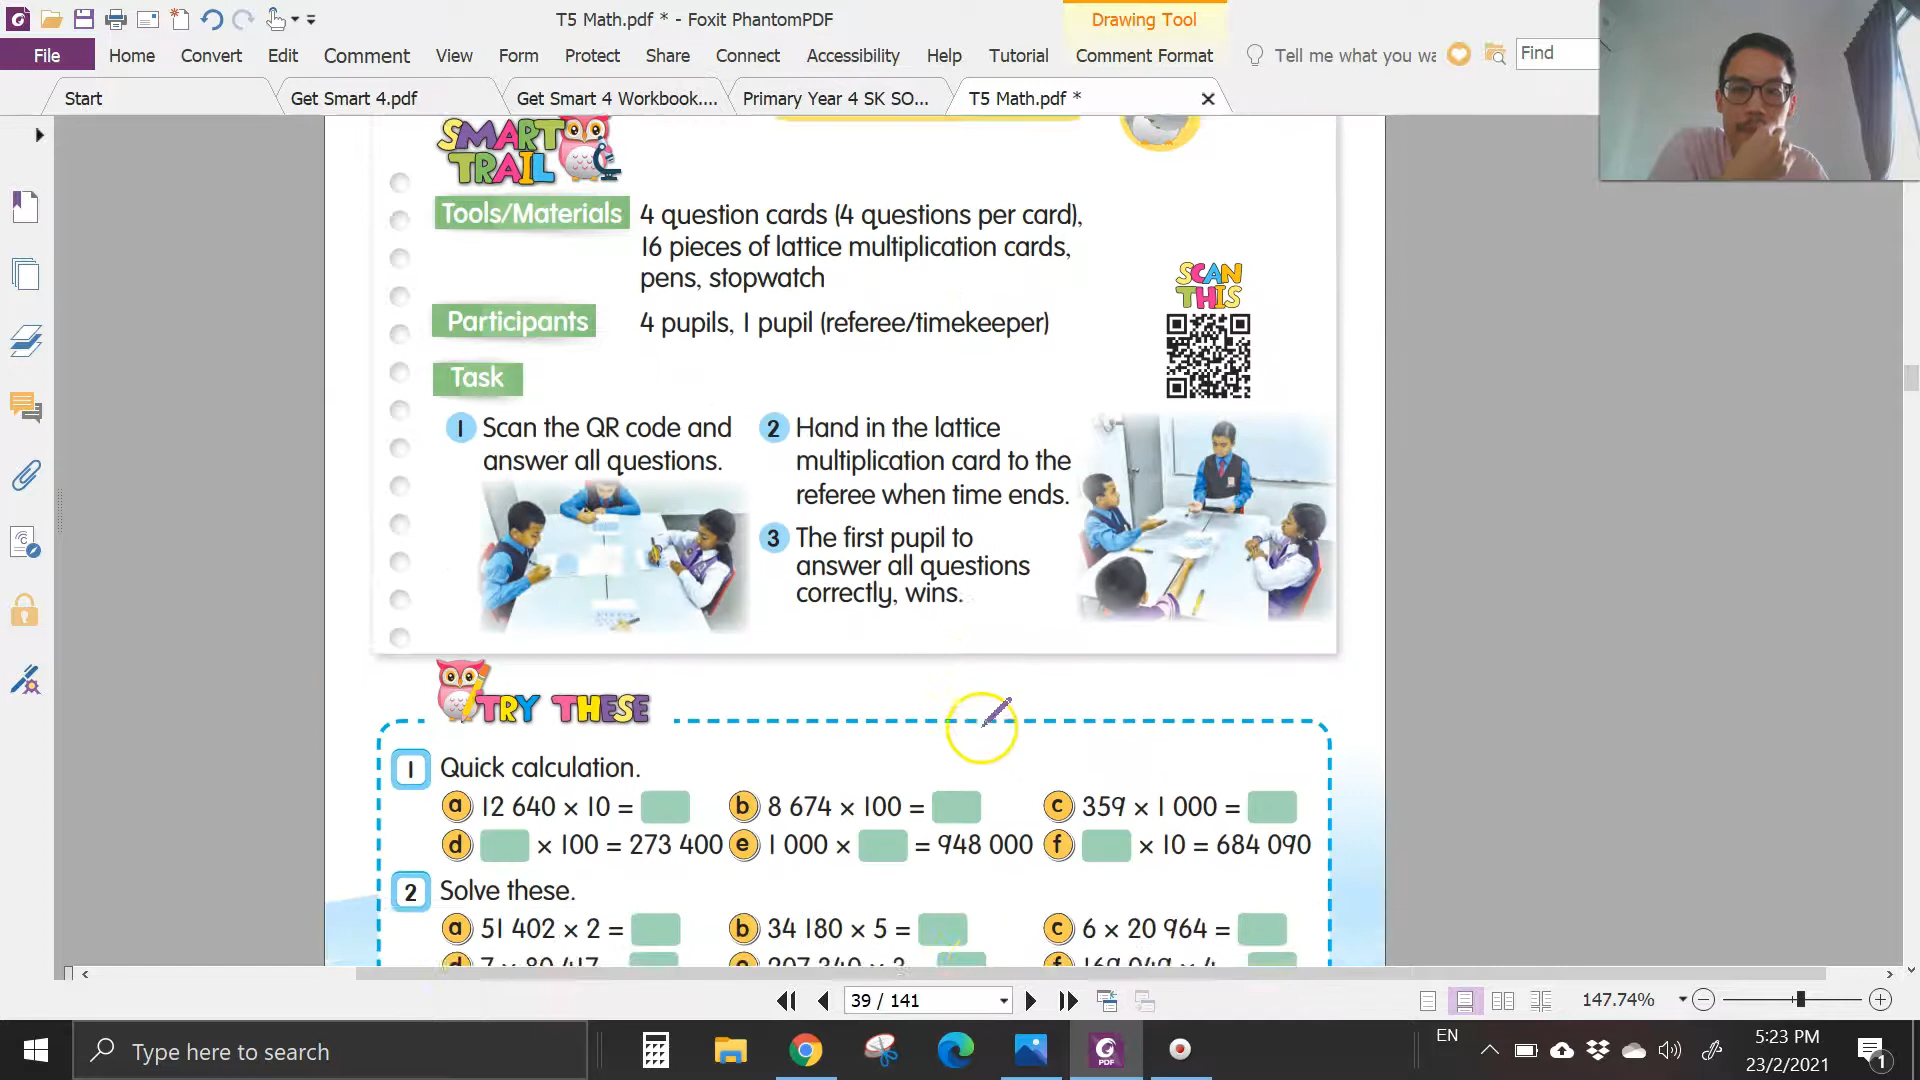 T5 Math.pdf * - Foxit PhantomPDF
Drawing Tool
File Home Convert Edit Comment View Form Protect Share Connect Accessibility Help Tutorial Comment Format Tell me what you wa Find
Start Get Smart 4.pdf Get Smart 4 Workbook.... Primary Year 4 SK SO... T5 Math.pdf *
SMART
TRAIL
Tools/Materials 4 question cards (4 questions per card),
16 pieces of lattice multiplication cards,
pens, stopwatch
SCAN
THIS
Participants 4 pupils, 1 pupil (referee/timekeeper)
Task
1 Scan the QR code and
answer all questions.
2 Hand in the lattice
multiplication card to the
referee when time ends.
3 The first pupil to
answer all questions
correctly, wins.
TRY THESE
1 Quick calculation.
a 12 640 × 10 = b 8 674 × 100 = c 359 × 1 000 =
d × 100 = 273 400 e 1 000 × = 948 000 f × 10 = 684 090
2 Solve these.
a 51 402 × 2 = b 34 180 × 5 = c 6 × 20 964 =
39 / 141
147.74%
Type here to search
PDF
EN
5:23 PM
23/2/2021
1